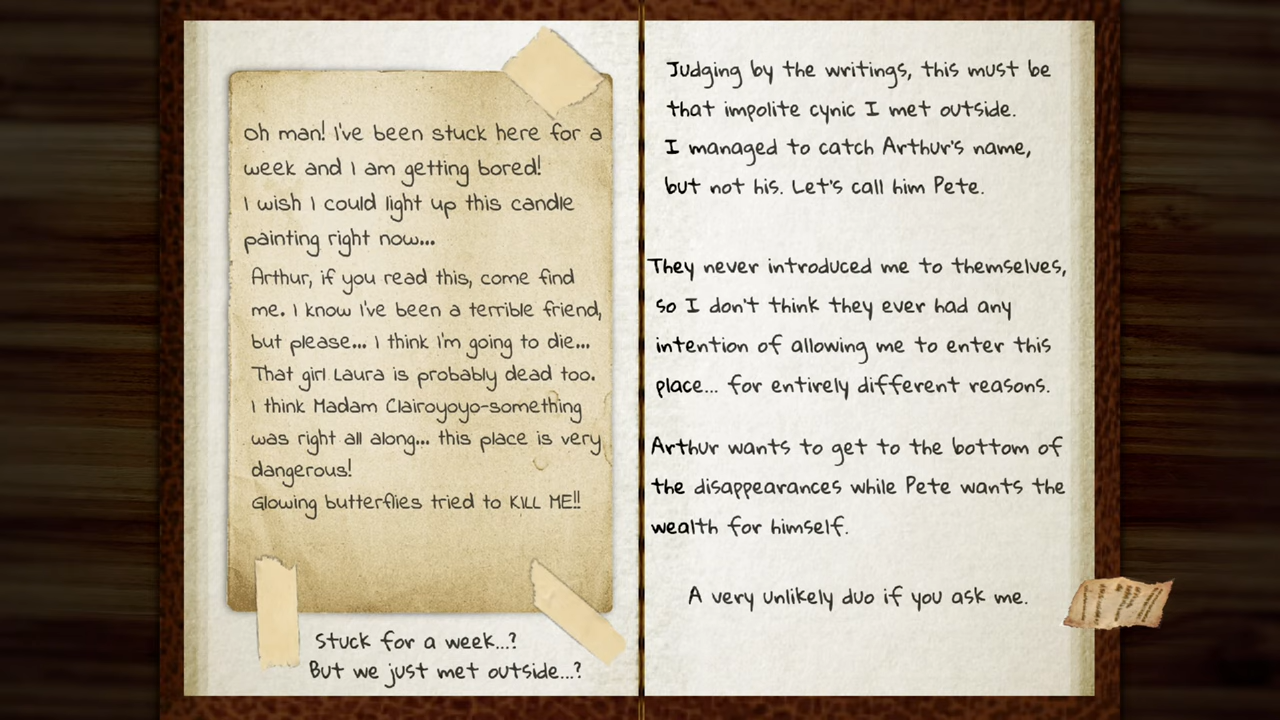 Oh man! I've been stuck here for a
week and I am getting bored!
I wish I could light up this candle
painting right now...
Arthur, if you read this, come find
me. I know I've been a terrible friend,
but please... I think I'm going to die...
That girl Laura is probably dead too.
I think Madam Clairoyoyo-something
was right all along... this place is very
dangerous!
Glowing butterflies tried to KILL ME!!
Stuck for a week...?
But we just met outside...?
Judging by the writings, this must be
that impolite cynic I met outside.
I managed to catch Arthur's name,
but not his. Let's call him Pete.
They never introduced me to themselves,
so I don't think they ever had any
intention of allowing me to enter this
place... for entirely different reasons.
Arthur wants to get to the bottom of
the disappearances while Pete wants the
wealth for himself.
A very unlikely duo if you ask me.